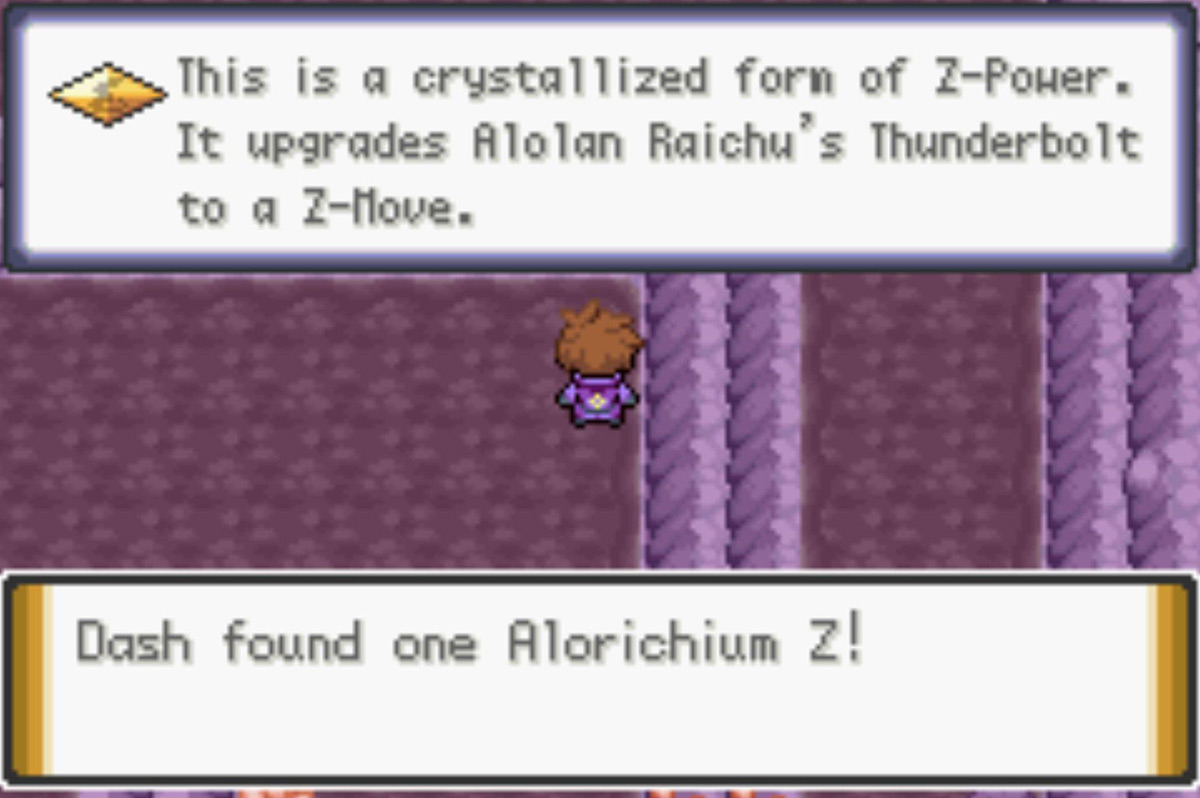 This is a crystallized form of Z-Power.
It upgrades Alolan Raichu's Thunderbolt
to a Z-Move.
Dash found one Alorichium Z!